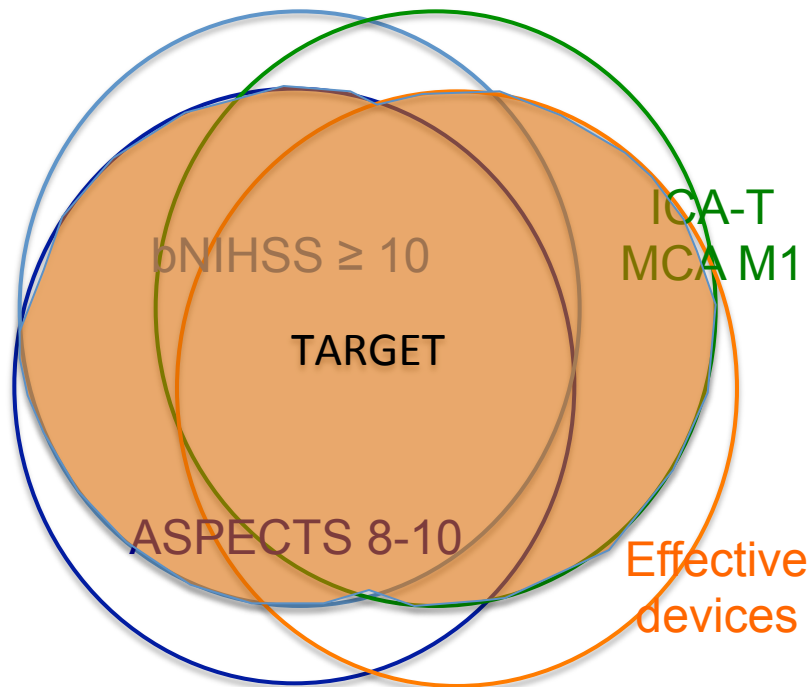 ICA-T
MCA M1
bNIHSS ≥ 10
TARGET
ASPECTS 8-10
Effective
devices